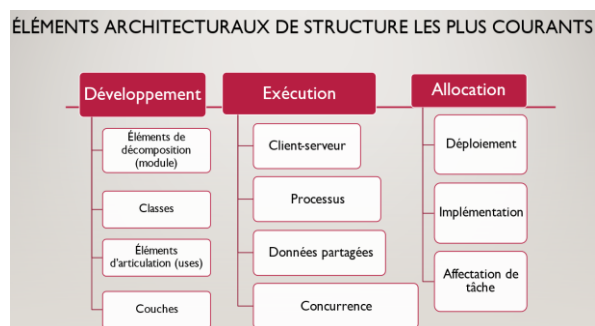 ÉLÉMENTS ARCHITECTURAUX DE STRUCTURE LES PLUS COURANTS
Développement
Éléments de
décomposition
(module)
Classes
Éléments
d'articulation (uses)
Couches
Exécution
Client-serveur
Processus
Données partagées
Concurrence
Allocation
Déploiement
Implémentation
Affectation de
tâche